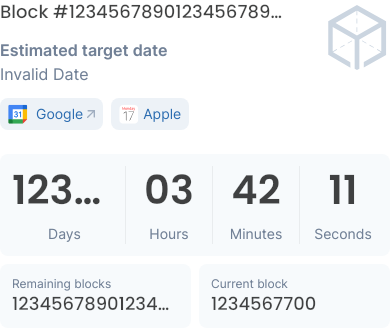 Block #1234567890123456789...
Estimated target date
Invalid Date
31 Google Monday 17 Apple
123... 03 42 11
Days Hours Minutes Seconds
Remaining blocks Current block
12345678901234... 1234567700